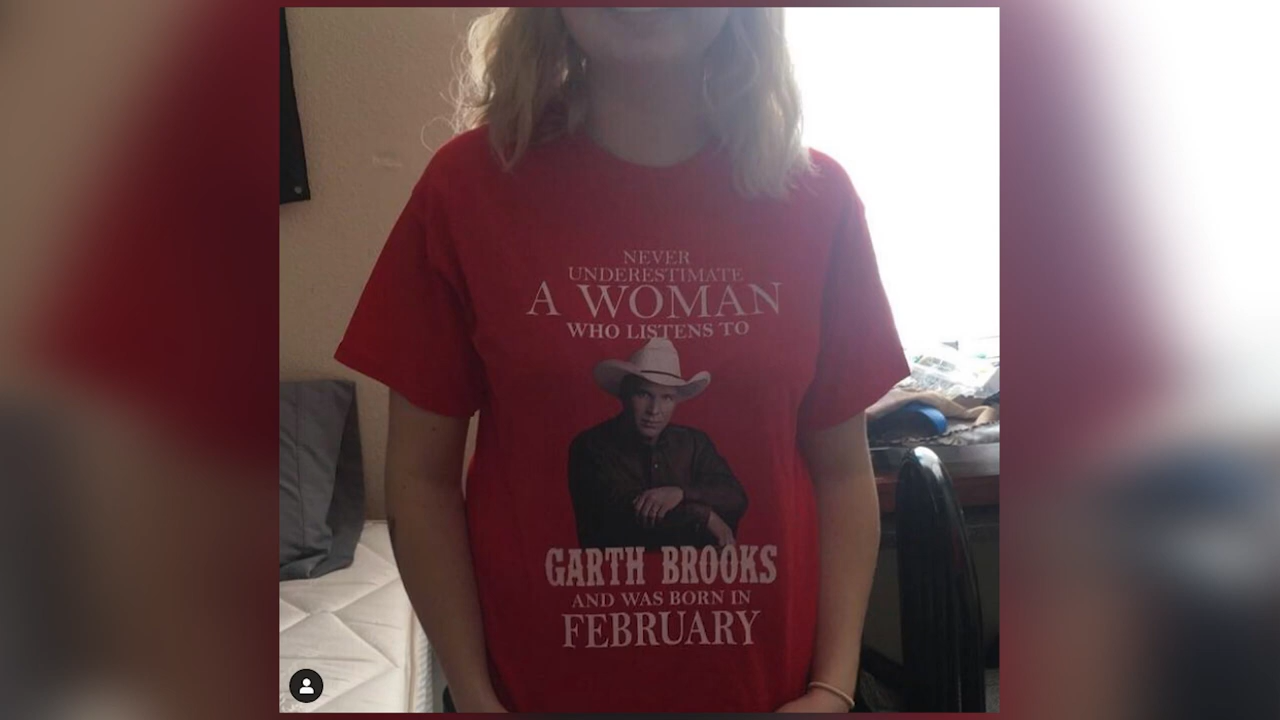 NEVER
UNDERESTIMATE
A WOMAN
WHO LISTENS TO
GARTH BROOKS
AND WAS BORN IN
FEBRUARY